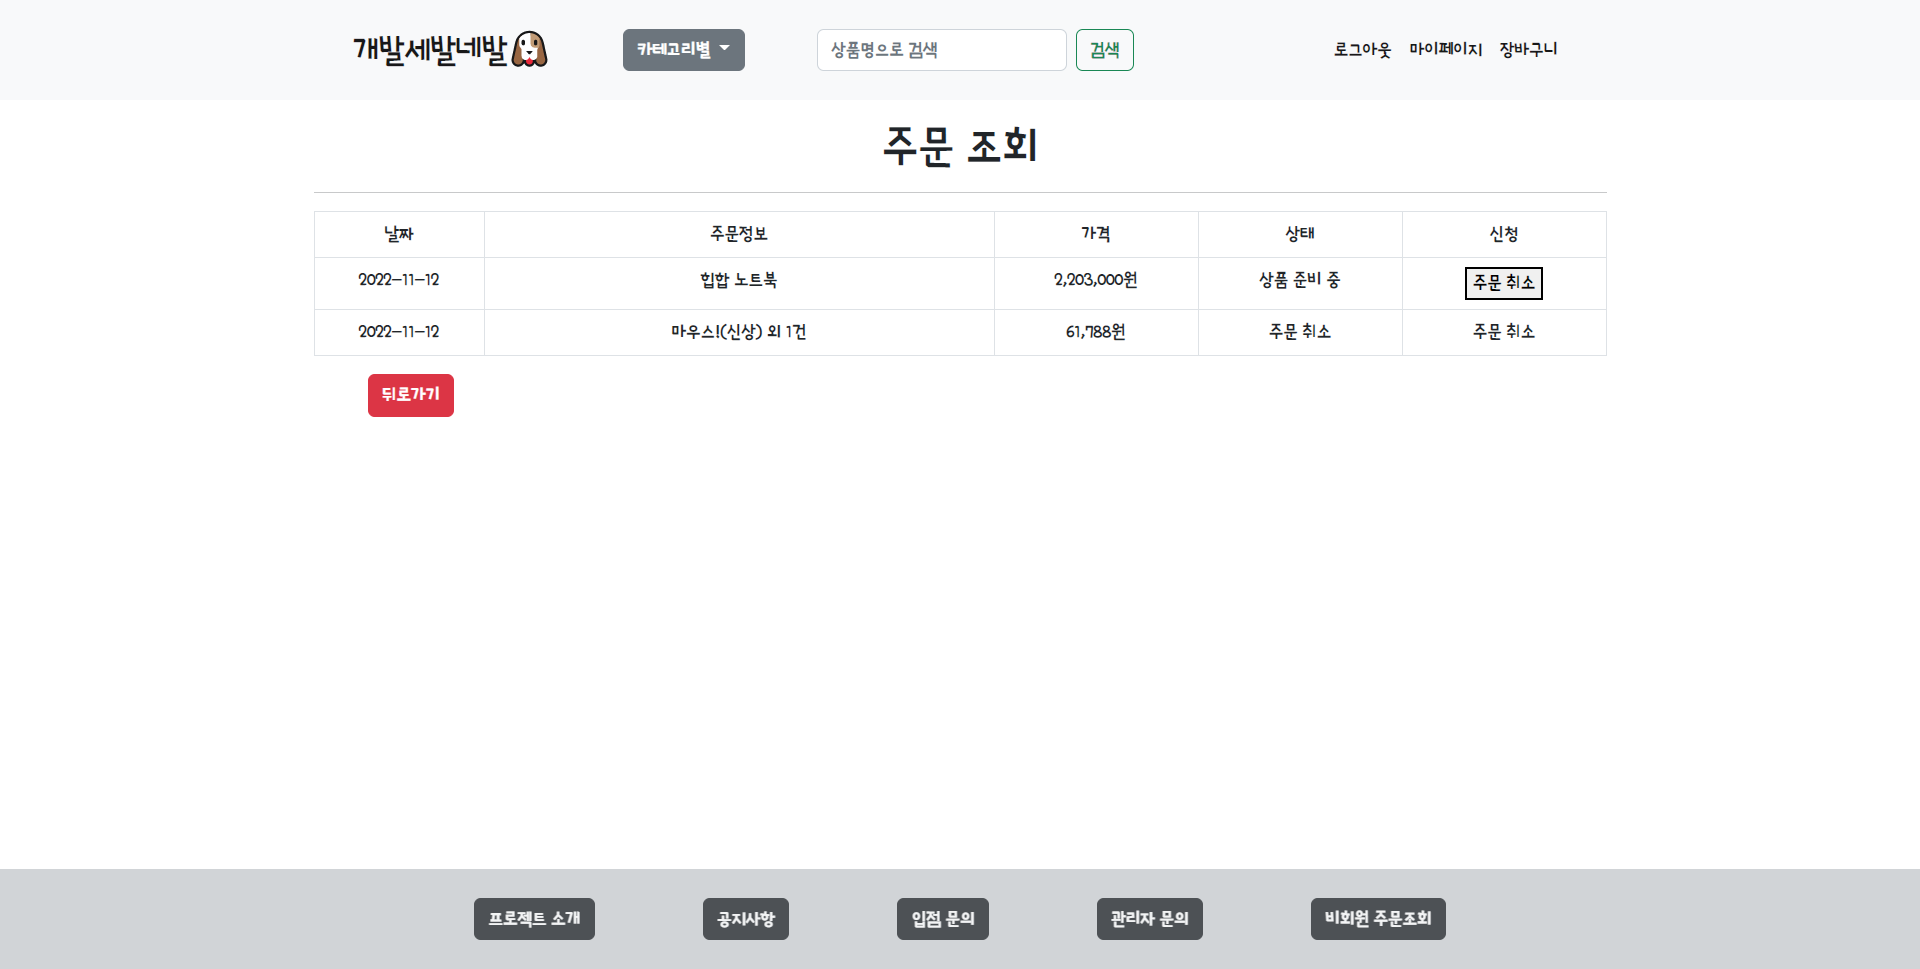 개발세발네발
카테고리별
상품명으로 검색
검색
로그아웃 마이페이지 장바구니
주문 조회
날짜 주문정보 가격 상태 신청
2022-11-12 힙합 노트북 2,203,000원 상품 준비 중 주문 취소
2022-11-12 마우스!(신상) 외 1건 61,788원 주문 취소 주문 취소
뒤로가기
프로젝트 소개 공지사항 입점 문의 관리자 문의 비회원 주문조회